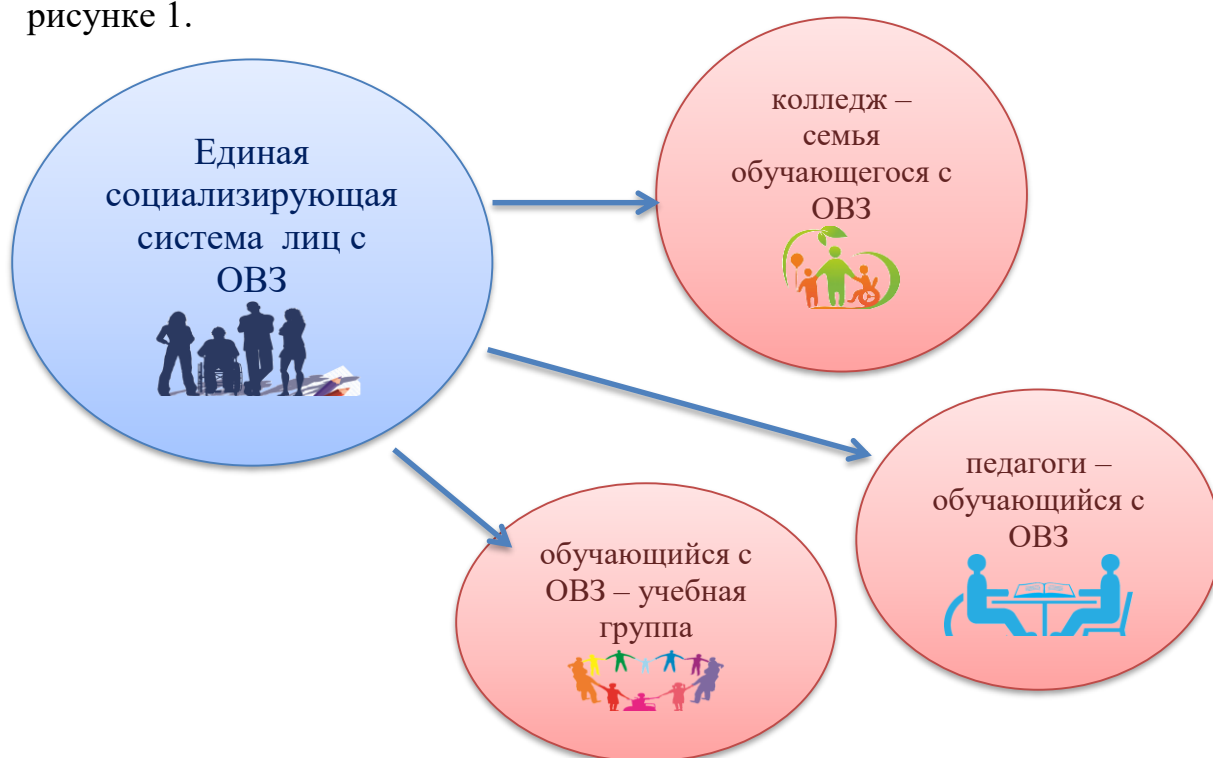 рисунке 1.
Единая
социализирующая
система лиц с
ОВЗ
колледж –
семья
обучающегося с
ОВЗ
педагоги –
обучающийся с
ОВЗ
обучающийся с
ОВЗ – учебная
группа